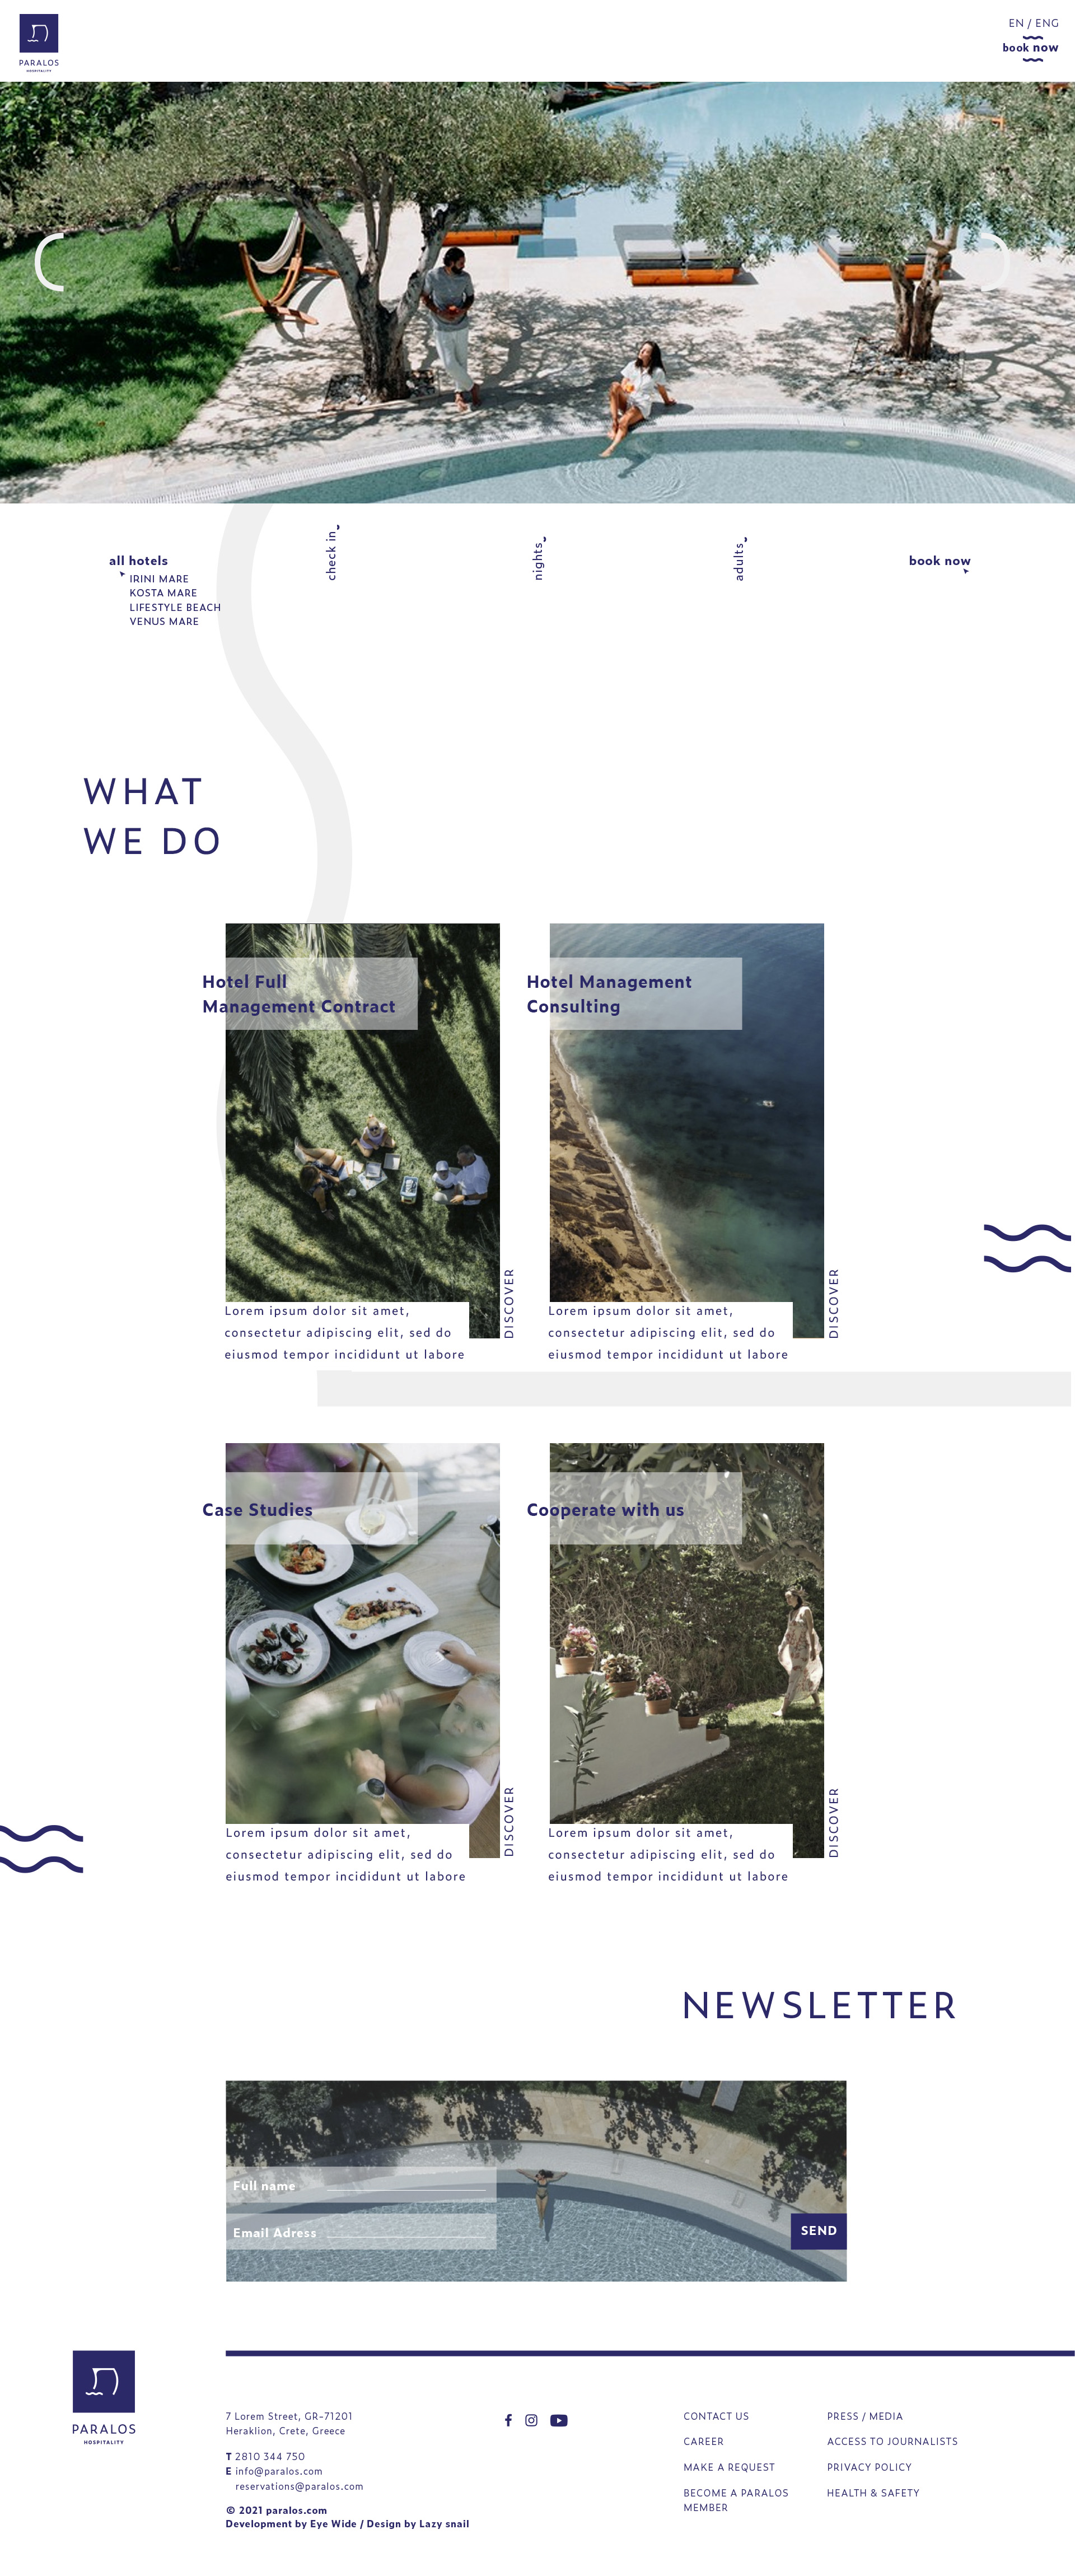 PARALOS
HOSPITALITY
EN / ENG
book now
all hotels
IRINI MARE
KOSTA MARE
LIFESTYLE BEACH
VENUS MARE
check in
nights
adults
book now
WHAT
WE DO
Hotel Full
Management Contract
DISCOVER
Lorem ipsum dolor sit amet,
consectetur adipiscing elit, sed do
eiusmod tempor incididunt ut labore
Hotel Management
Consulting
DISCOVER
Lorem ipsum dolor sit amet,
consectetur adipiscing elit, sed do
eiusmod tempor incididunt ut labore
Case Studies
DISCOVER
Lorem ipsum dolor sit amet,
consectetur adipiscing elit, sed do
eiusmod tempor incididunt ut labore
Cooperate with us
DISCOVER
Lorem ipsum dolor sit amet,
consectetur adipiscing elit, sed do
eiusmod tempor incididunt ut labore
NEWSLETTER
Full name
Email Adress
SEND
PARALOS
HOSPITALITY
7 Lorem Street, GR-71201
Heraklion, Crete, Greece
T 2810 344 750
E info@paralos.com
reservations@paralos.com
© 2021 paralos.com
Development by Eye Wide / Design by Lazy snail
CONTACT US
CAREER
MAKE A REQUEST
BECOME A PARALOS
MEMBER
PRESS / MEDIA
ACCESS TO JOURNALISTS
PRIVACY POLICY
HEALTH & SAFETY